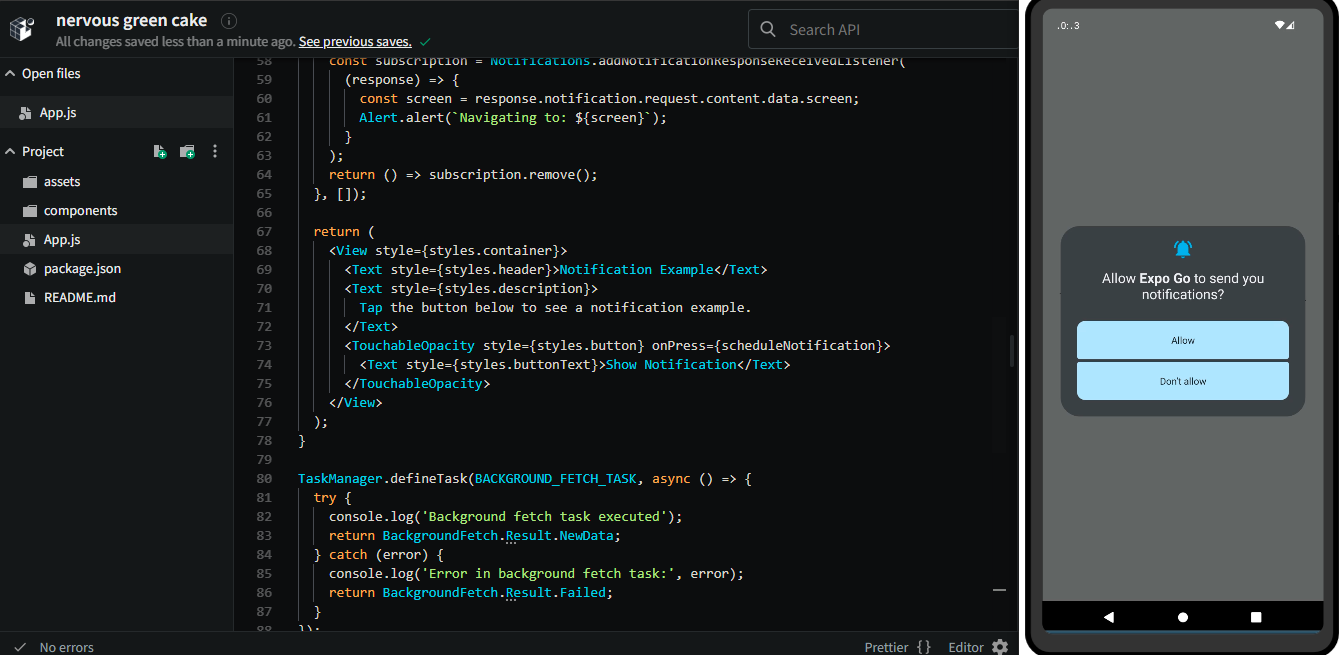 nervous green cake
All changes saved less than a minute ago. See previous saves.
Search API
Open files
App.js
Project
assets
components
App.js
package.json
README.md
58 const subscription = Notifications.addNotificationResponseReceivedListener(
59 (response) => {
60 const screen = response.notification.request.content.data.screen;
61 Alert.alert(`Navigating to: ${screen}`);
62 }
63 );
64 return () => subscription.remove();
65 }, []);
66
67 return (
68 <View style={styles.container}>
69 <Text style={styles.header}>Notification Example</Text>
70 <Text style={styles.description}>
71 Tap the button below to see a notification example.
72 </Text>
73 <TouchableOpacity style={styles.button} onPress={scheduleNotification}>
74 <Text style={styles.buttonText}>Show Notification</Text>
75 </TouchableOpacity>
76 </View>
77 );
78 }
79
80 TaskManager.defineTask(BACKGROUND_FETCH_TASK, async () => {
81 try {
82 console.log('Background fetch task executed');
83 return BackgroundFetch.Result.NewData;
84 } catch (error) {
85 console.log('Error in background fetch task:', error);
86 return BackgroundFetch.Result.Failed;
87 }
88 });
No errors
Prettier {} Editor
.0:.3
Allow Expo Go to send you
notifications?
Allow
Don't allow